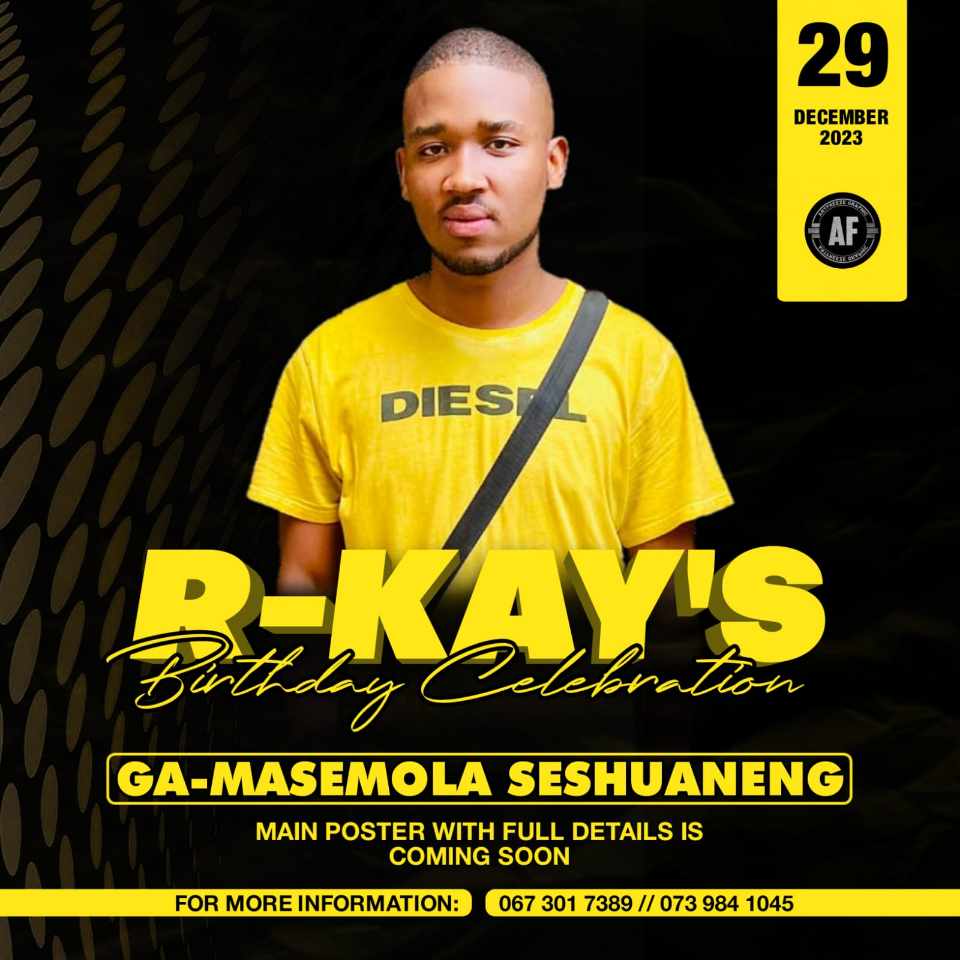 29
DECEMBER
2023
AF
DIESEL
R-KAY'S
Birthday Celebration
GA-MASEMOLA SESHUANENG
MAIN POSTER WITH FULL DETAILS IS
COMING SOON
FOR MORE INFORMATION: 067 301 7389 // 073 984 1045